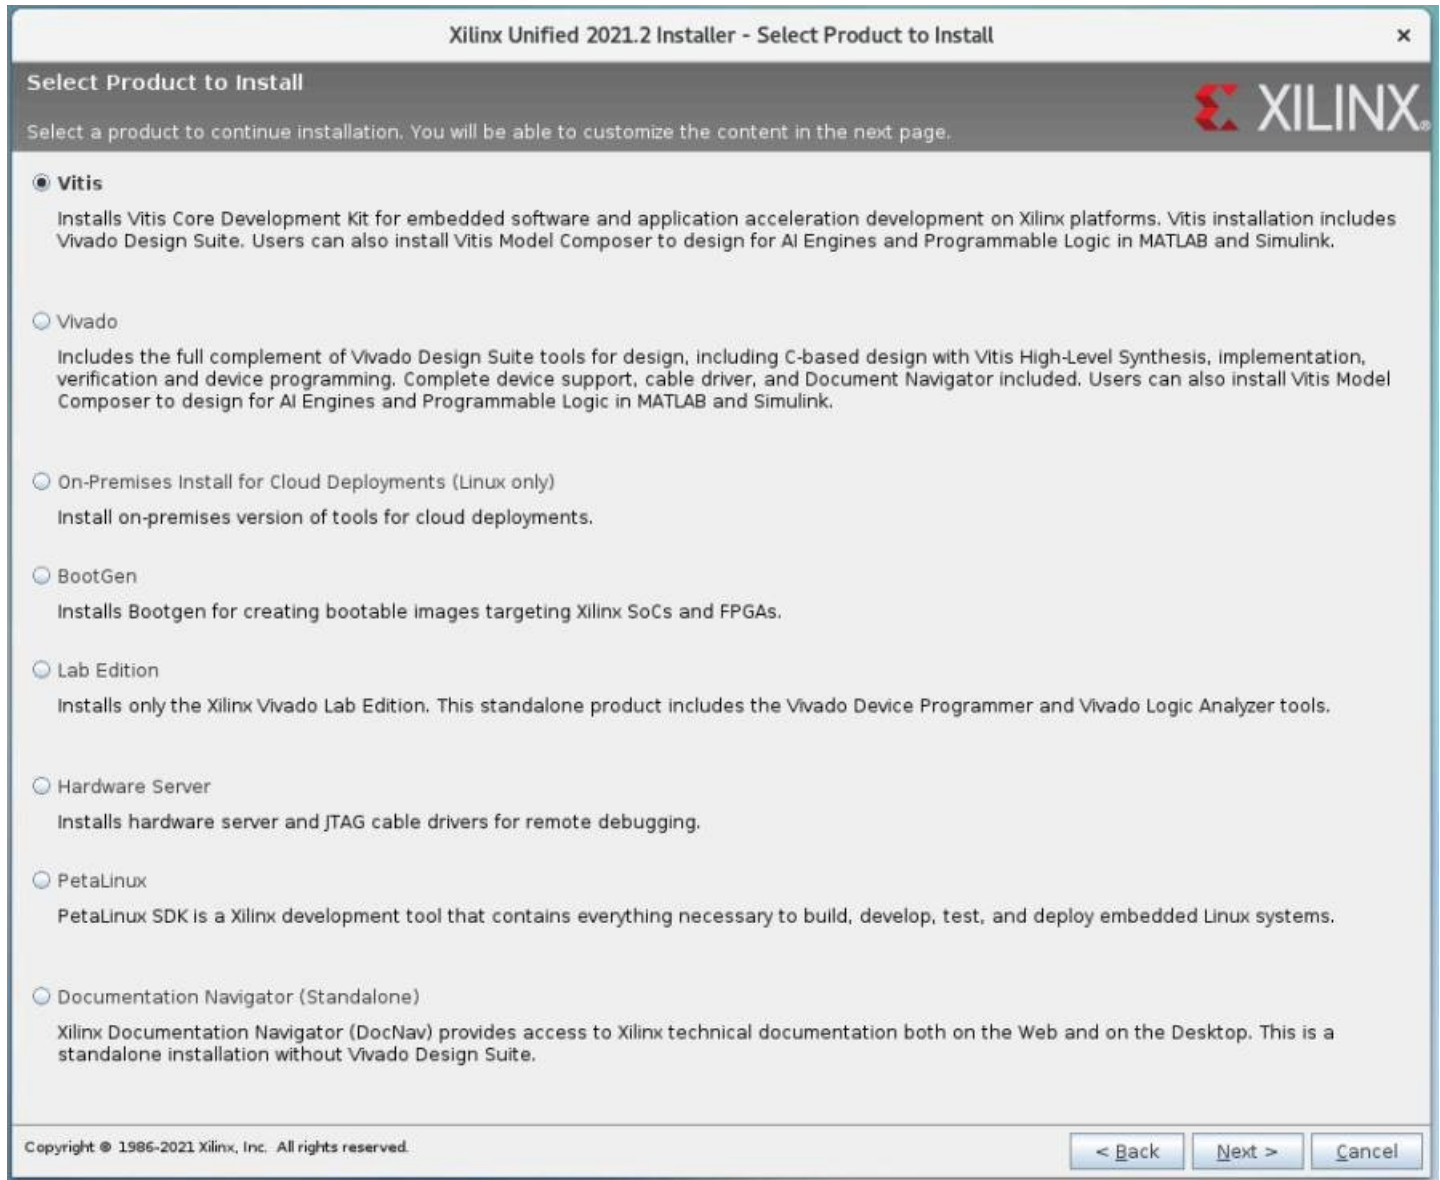 Xilinx Unified 2021.2 Installer - Select Product to Install
×
Select Product to Install
XILINX®
Select a product to continue installation. You will be able to customize the content in the next page.
Vitis
Installs Vitis Core Development Kit for embedded software and application acceleration development on Xilinx platforms. Vitis installation includes
Vivado Design Suite. Users can also install Vitis Model Composer to design for AI Engines and Programmable Logic in MATLAB and Simulink.
Vivado
Includes the full complement of Vivado Design Suite tools for design, including C-based design with Vitis High-Level Synthesis, implementation,
verification and device programming. Complete device support, cable driver, and Document Navigator included. Users can also install Vitis Model
Composer to design for AI Engines and Programmable Logic in MATLAB and Simulink.
On-Premises Install for Cloud Deployments (Linux only)
Install on-premises version of tools for cloud deployments.
BootGen
Installs Bootgen for creating bootable images targeting Xilinx SoCs and FPGAs.
Lab Edition
Installs only the Xilinx Vivado Lab Edition. This standalone product includes the Vivado Device Programmer and Vivado Logic Analyzer tools.
Hardware Server
Installs hardware server and JTAG cable drivers for remote debugging.
PetaLinux
PetaLinux SDK is a Xilinx development tool that contains everything necessary to build, develop, test, and deploy embedded Linux systems.
Documentation Navigator (Standalone)
Xilinx Documentation Navigator (DocNav) provides access to Xilinx technical documentation both on the Web and on the Desktop. This is a
standalone installation without Vivado Design Suite.
Copyright © 1986-2021 Xilinx, Inc. All rights reserved.
< Back
Next >
Cancel